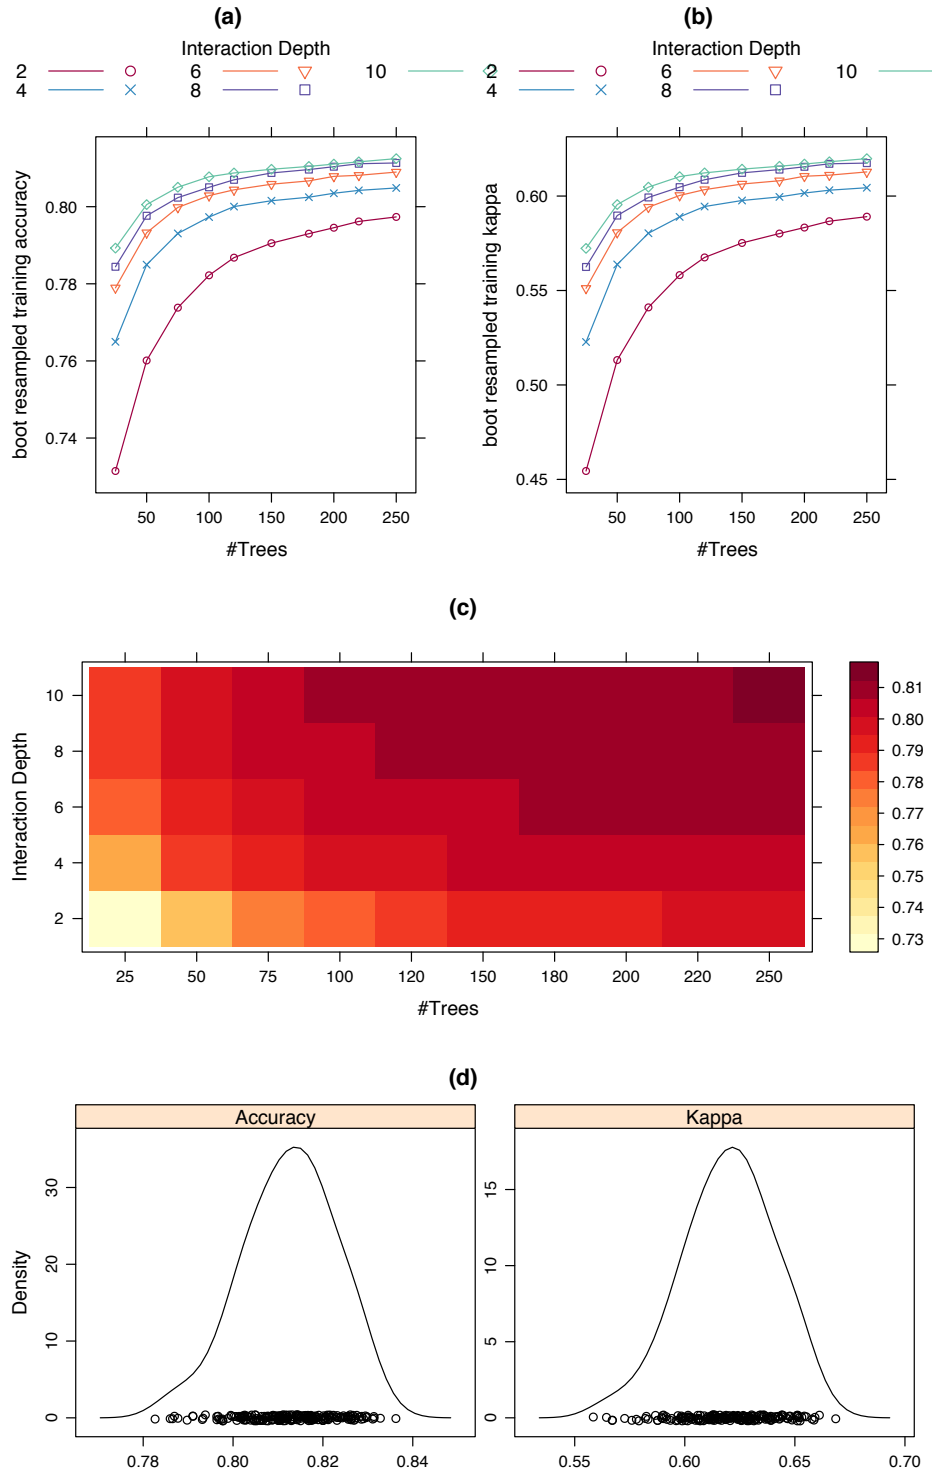 (a)
Interaction Depth
2 6 10
4 8
boot resampled training accuracy
0.80
0.78
0.76
0.74
50 100 150 200 250
#Trees
(b)
Interaction Depth
2 6 10
4 8
boot resampled training kappa
0.60
0.55
0.50
0.45
50 100 150 200 250
#Trees
(c)
Interaction Depth
10
8
6
4
2
25 50 75 100 120 150 180 200 220 250
#Trees
0.81
0.80
0.79
0.78
0.77
0.76
0.75
0.74
0.73
(d)
Accuracy
Density
30
20
10
0
0.78 0.80 0.82 0.84
Kappa
15
10
5
0
0.55 0.60 0.65 0.70